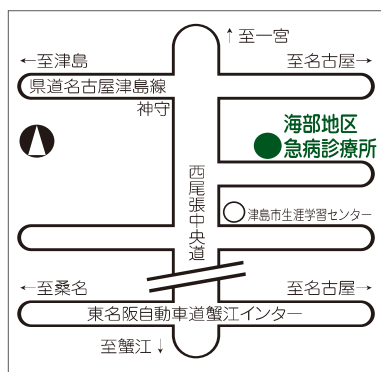 ↑至一宮
←至津島
至名古屋→
県道名古屋津島線
神守
海部地区
急病診療所
西尾張中央道
津島市生涯学習センター
←至桑名
至名古屋→
東名阪自動車道蟹江インター
至蟹江↓